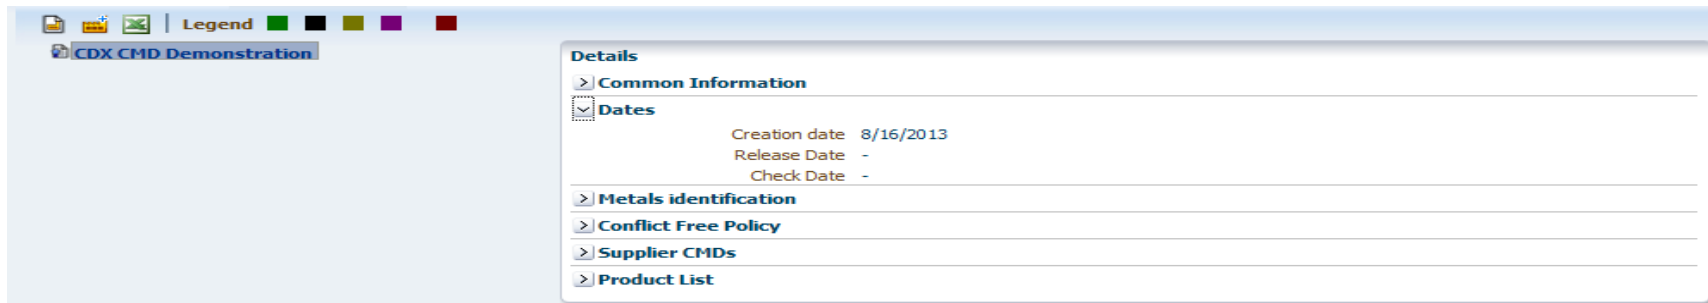 Legend
CDX CMD Demonstration
Details
Common Information
Dates
Creation date 8/16/2013
Release Date -
Check Date -
Metals identification
Conflict Free Policy
Supplier CMDs
Product List